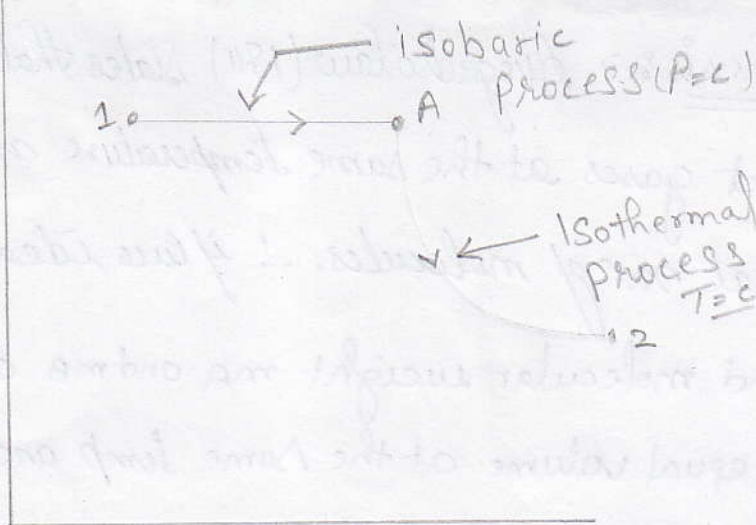 isobaric
process (P=c)
1
A
Isothermal
process
T=c
2